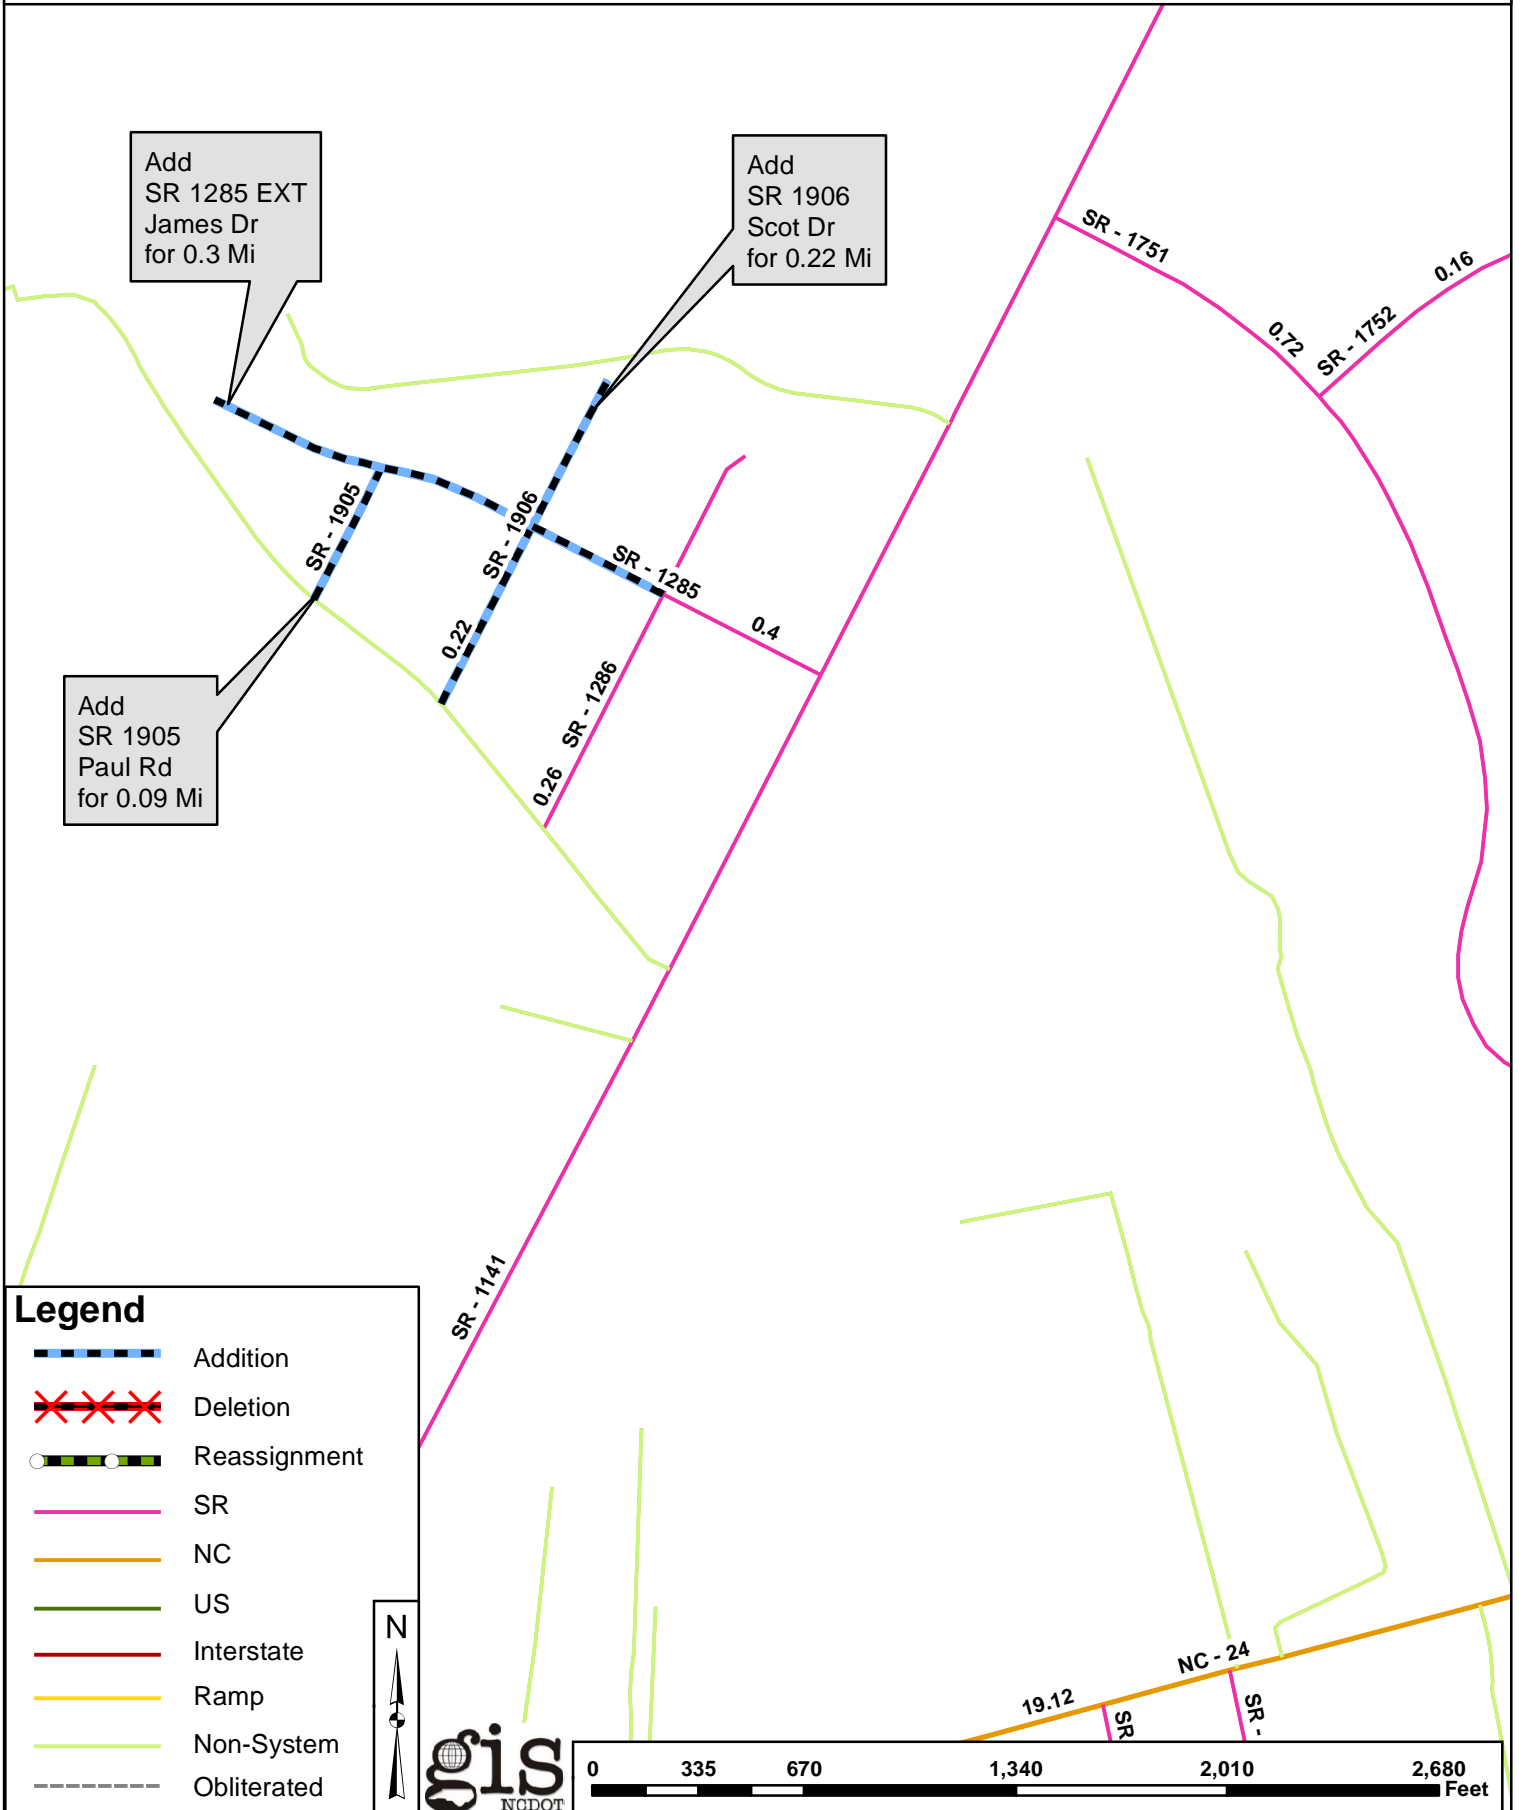 Add
SR 1285 EXT
James Dr
for 0.3 Mi
Add
SR 1906
Scot Dr
for 0.22 Mi
SR - 1751
0.16
0.72
SR - 1752
SR - 1905
SR - 1906
SR - 1285
0.4
0.22
SR - 1286
0.26
Add
SR 1905
Paul Rd
for 0.09 Mi
SR - 1141
Legend
Addition
Deletion
Reassignment
SR
NC
US
Interstate
Ramp
Non-System
Obliterated
N
NC - 24
19.12
SR
SR -
gis
NCDOT
0 335 670 1,340 2,010 2,680
Feet